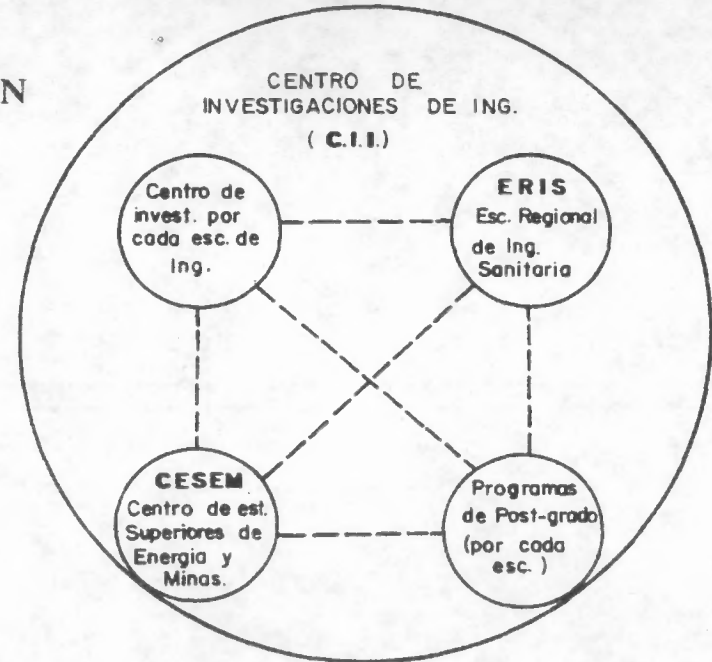 N
CENTRO DE
INVESTIGACIONES DE ING.
( C.I.I.)
Centro de
invest. por
cada esc. de
Ing.
ERIS
Esc. Regional
de Ing.
Sanitaria
CESEM
Centro de est.
Superiores de
Energia y
Minas.
Programas
de Post-grado
(por cada
esc. )